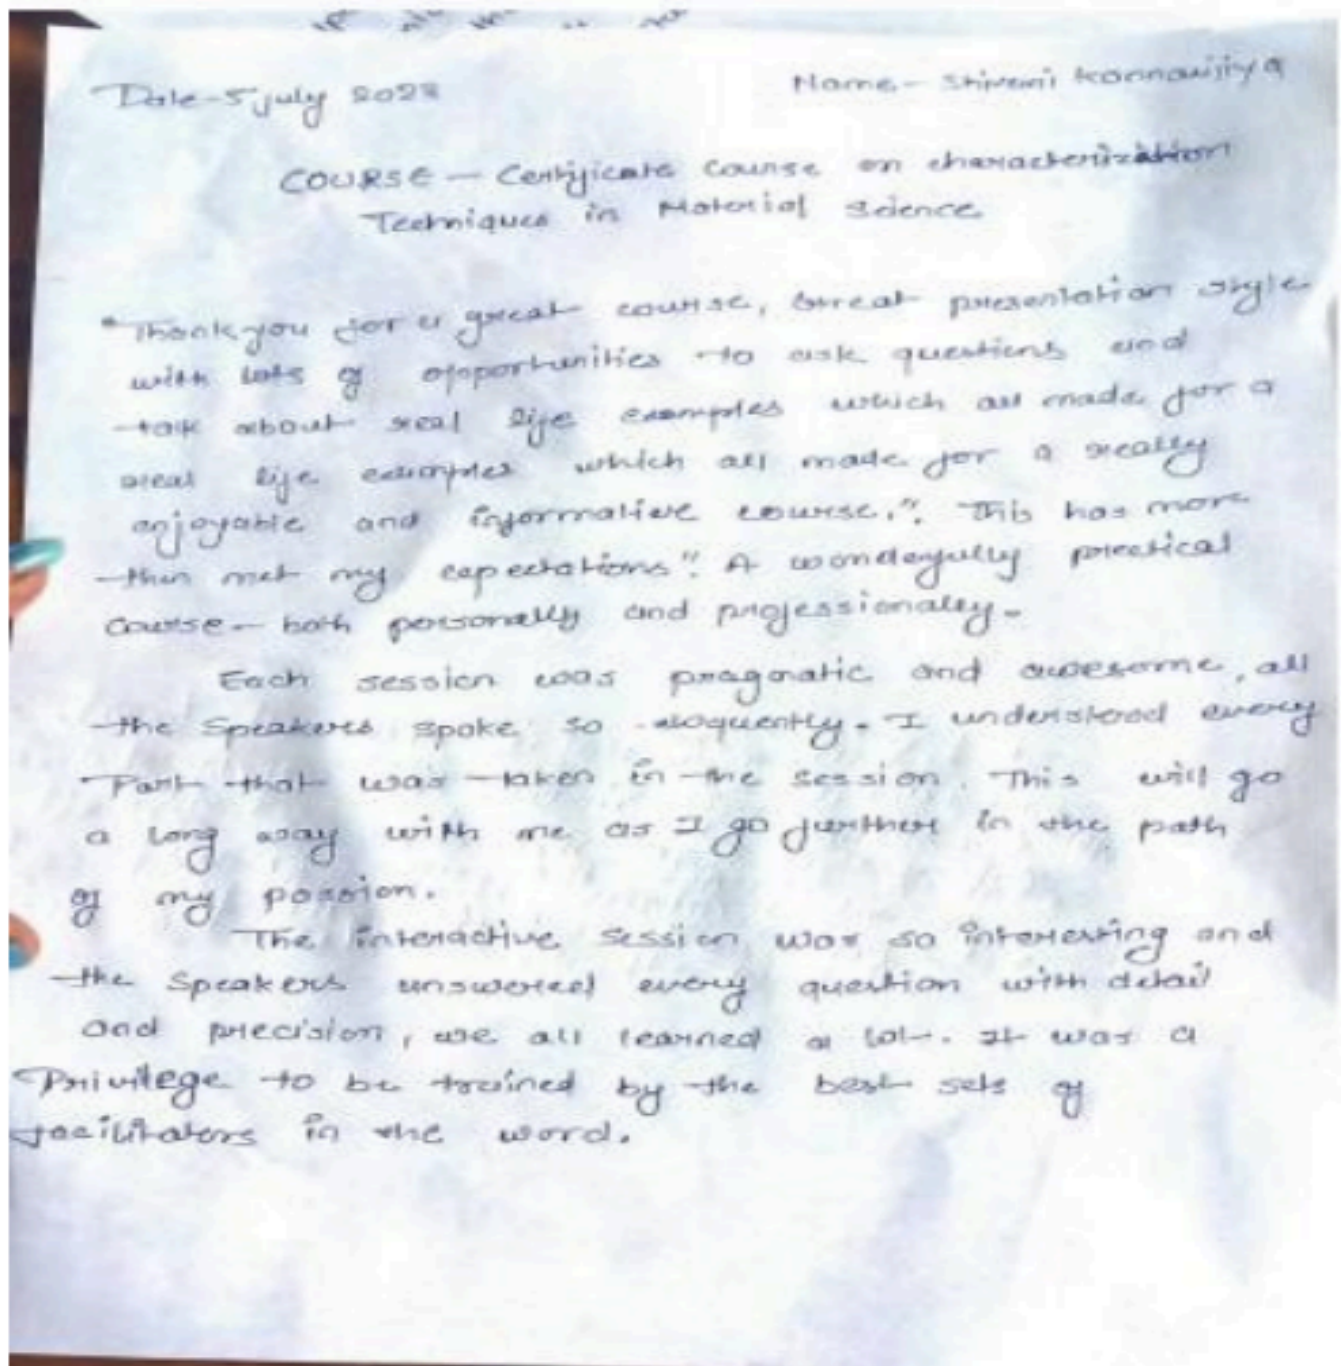 Date-5 july 2023
Name- Shivani Kannaujiya
COURSE- Certificate Course on characterization
Techniques in Material Science
"Thank you for a great course, Great presentation style
with lots of opportunities to ask questions and
talk about real life examples which all made for a
real life examples which all made for a really
enjoyable and informative course.". This has more
than met my expectations". A wonderfully practical
course- both personally and professionally.
Each session was pragmatic and awesome, all
the Speakers spoke so eloquently. I understood every
Part that was taken in the session. This will go
a long way with me as I go further in the path
of my passion.
The interactive session was so interesting and
the Speakers answered every question with detail
and precision, we all learned a lot. It was a
Privilege to be trained by the best sets of
facilitators in the word.